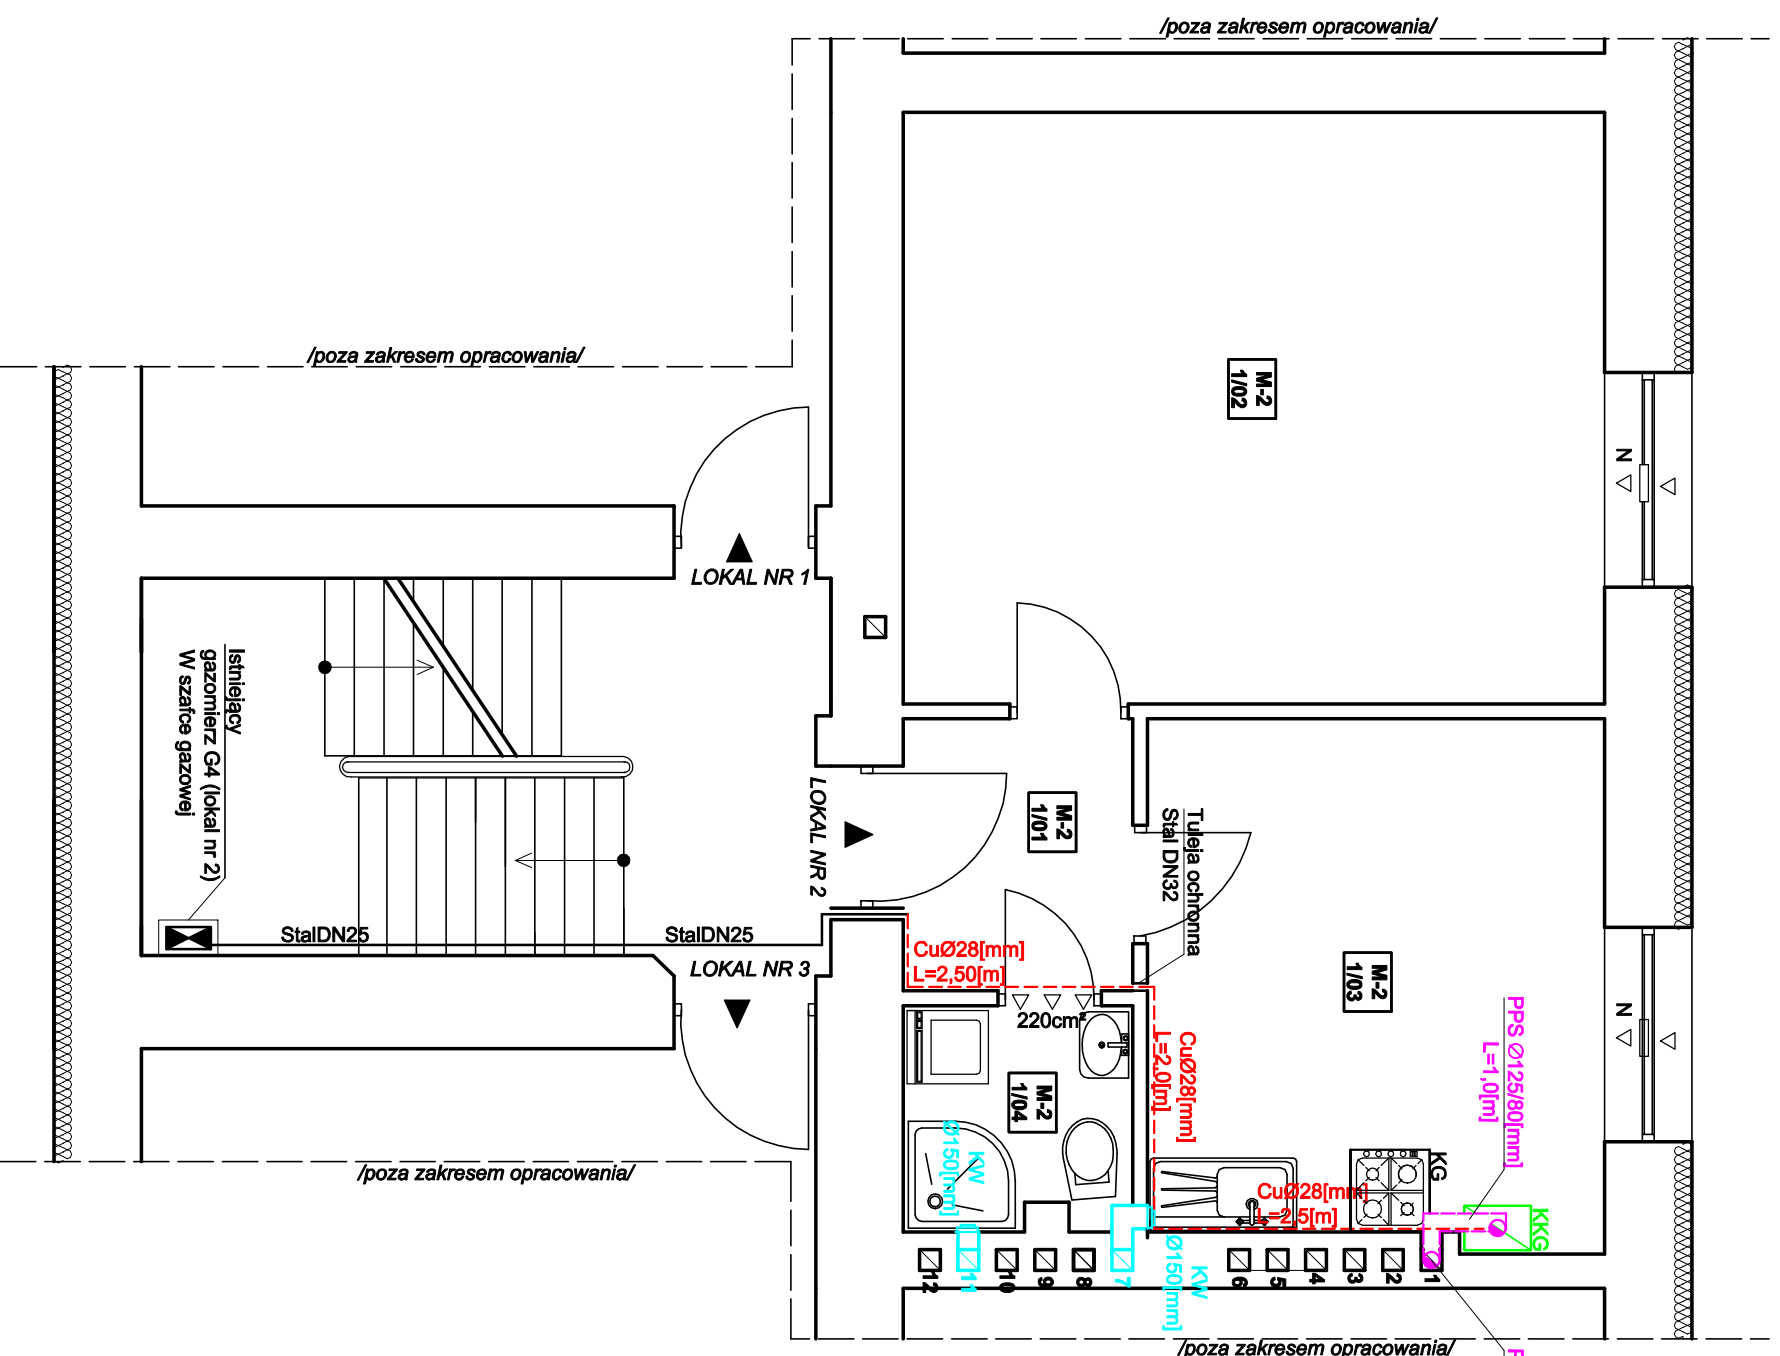 /poza zakresem opracowania/
/poza zakresem opracowania/
M-2
1/02
N
LOKAL NR 1
Istniejący
gazomierz G4 (lokal nr 2)
W szafce gazowej
LOKAL NR 2
M-2
1/01
Tuleja ochronna
Stal DN32
StalDN25
StalDN25
LOKAL NR 3
CuØ28[mm]
L=2,50[m]
M-2
1/03
N
220cm²
CuØ28[mm]
L=2,0[m]
PPS Ø125/80[mm]
L=1,0[m]
M-2
1/04
KW
Ø150[mm]
KG
CuØ28[mm]
L=2,5[m]
KKG
KW
Ø150[mm]
12
11
10
9
8
7
6
5
4
3
2
1
/poza zakresem opracowania/
/poza zakresem opracowania/